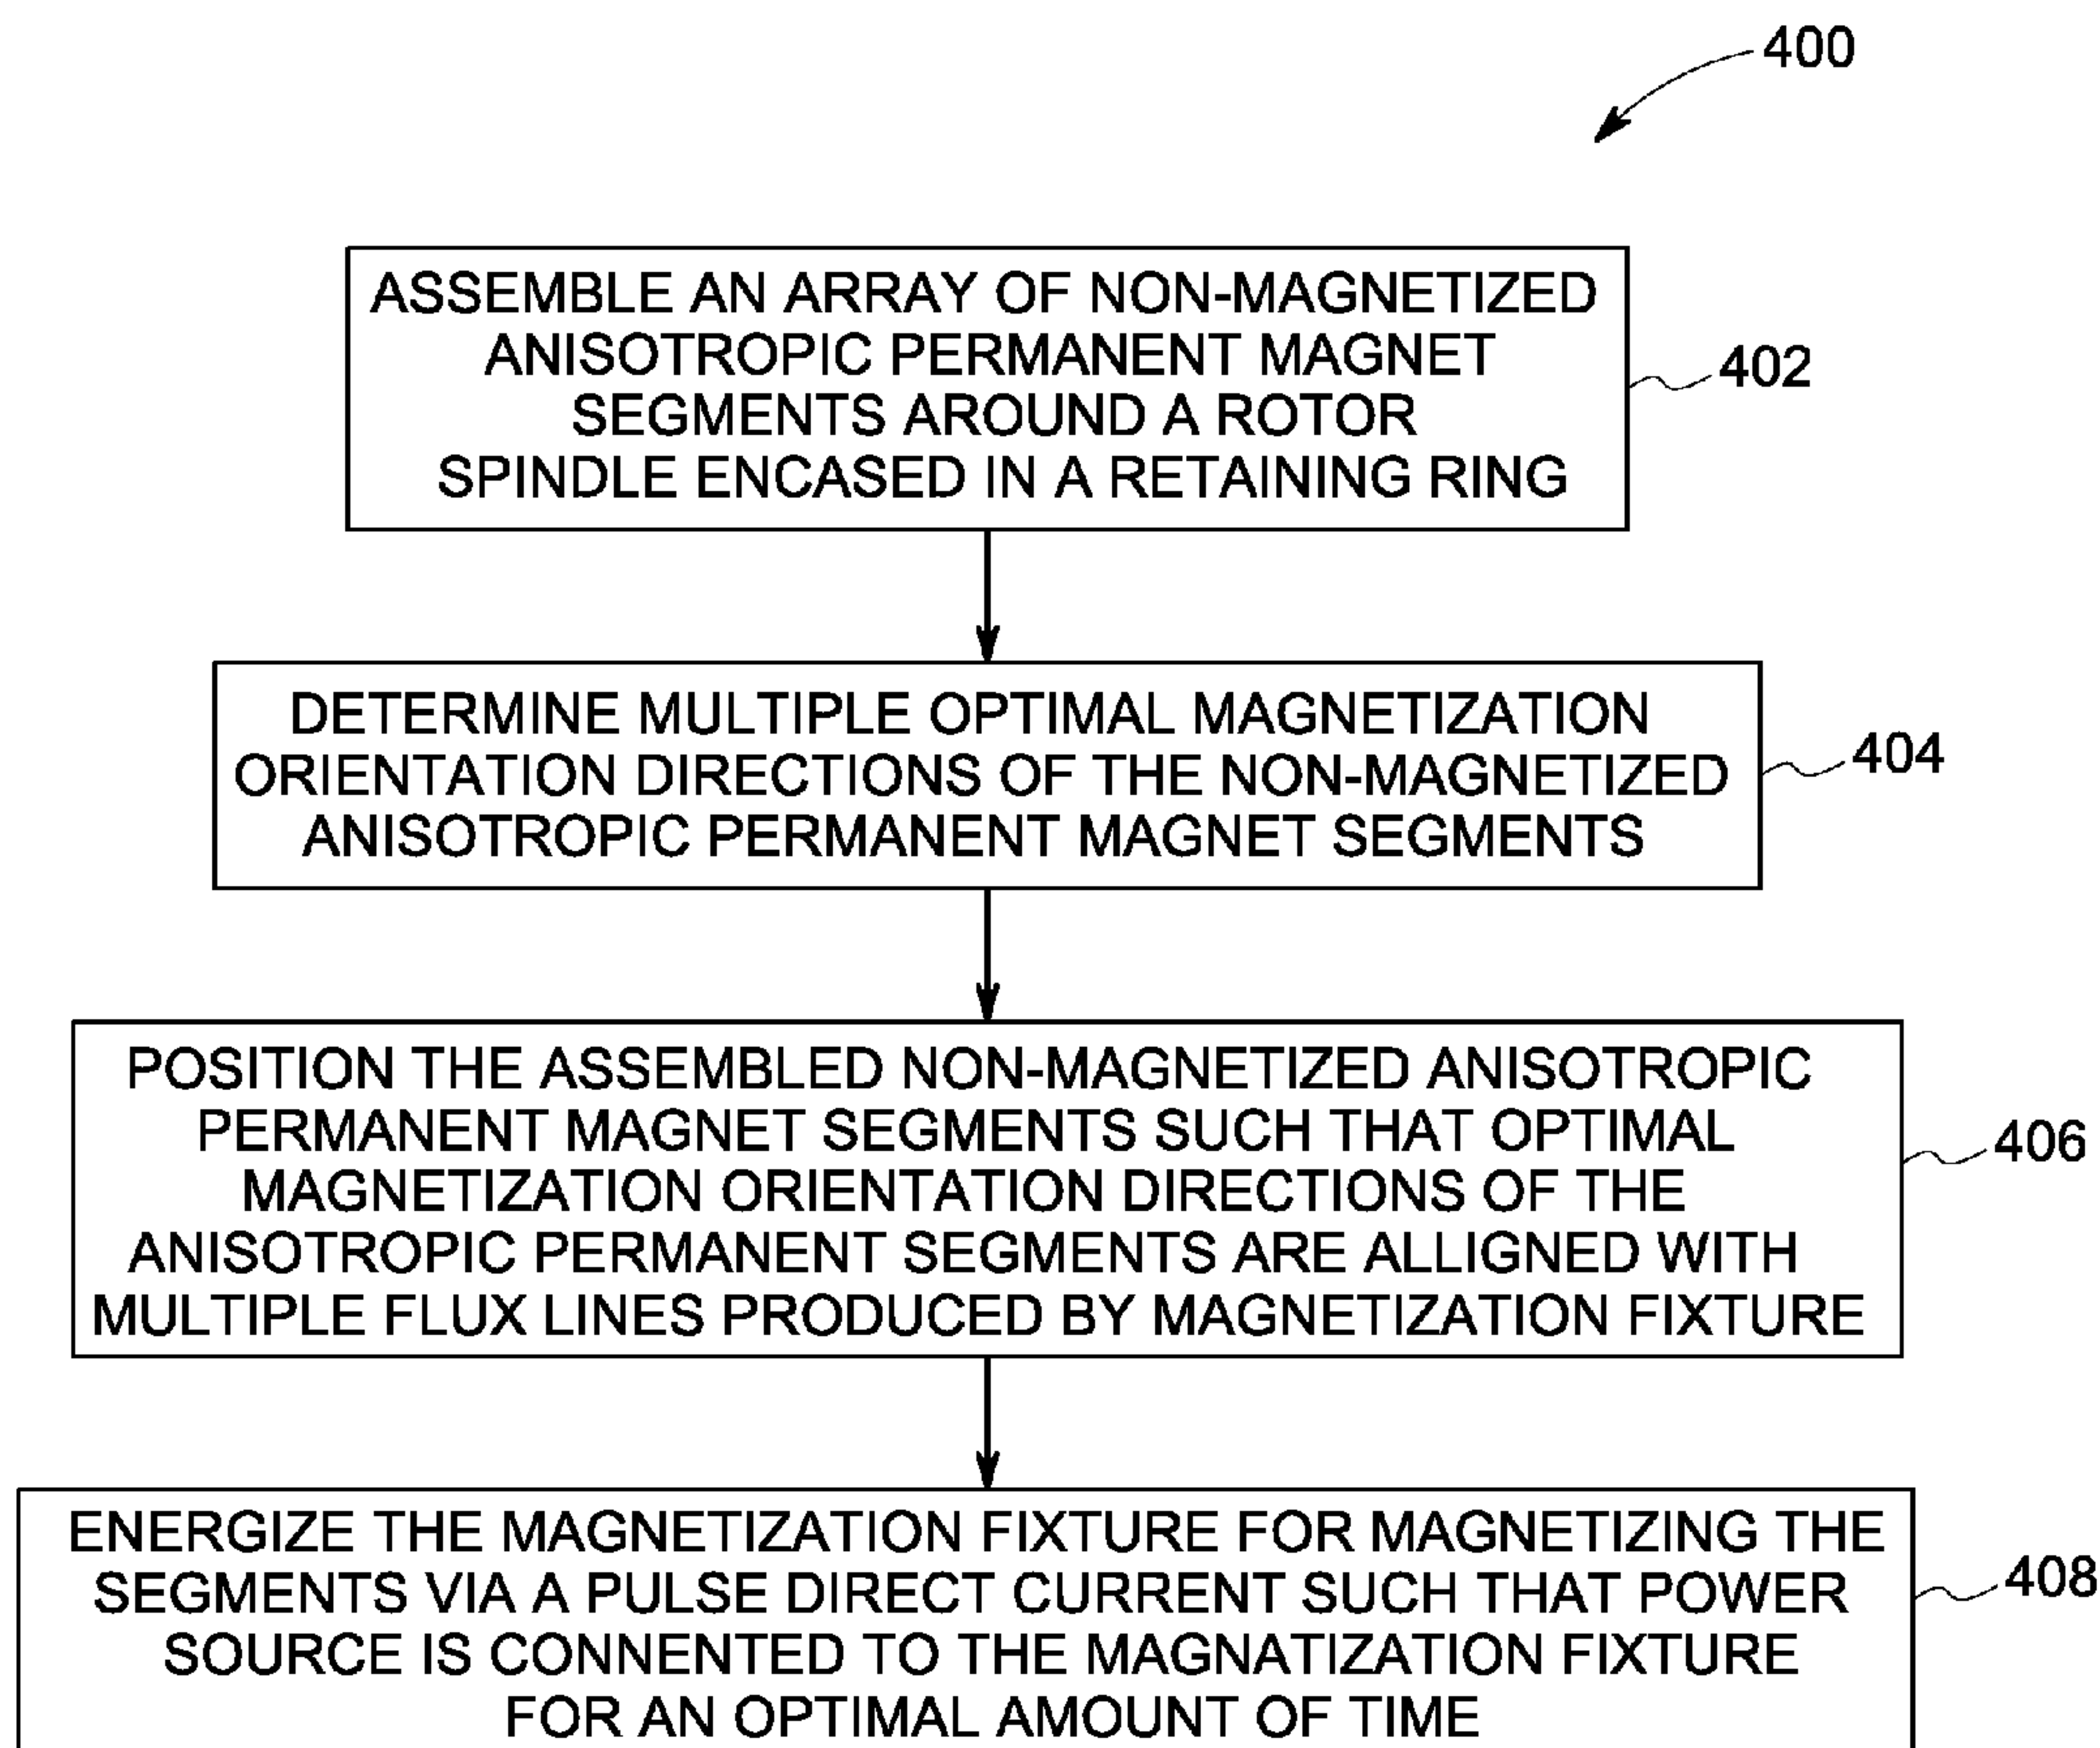 400
ASSEMBLE AN ARRAY OF NON-MAGNETIZED
ANISOTROPIC PERMANENT MAGNET
SEGMENTS AROUND A ROTOR
SPINDLE ENCASED IN A RETAINING RING
402
DETERMINE MULTIPLE OPTIMAL MAGNETIZATION
ORIENTATION DIRECTIONS OF THE NON-MAGNETIZED
ANISOTROPIC PERMANENT MAGNET SEGMENTS
404
POSITION THE ASSEMBLED NON-MAGNETIZED ANISOTROPIC
PERMANENT MAGNET SEGMENTS SUCH THAT OPTIMAL
MAGNETIZATION ORIENTATION DIRECTIONS OF THE
ANISOTROPIC PERMANENT SEGMENTS ARE ALLIGNED WITH
MULTIPLE FLUX LINES PRODUCED BY MAGNETIZATION FIXTURE
406
ENERGIZE THE MAGNETIZATION FIXTURE FOR MAGNETIZING THE
SEGMENTS VIA A PULSE DIRECT CURRENT SUCH THAT POWER
SOURCE IS CONNENTED TO THE MAGNATIZATION FIXTURE
FOR AN OPTIMAL AMOUNT OF TIME
408